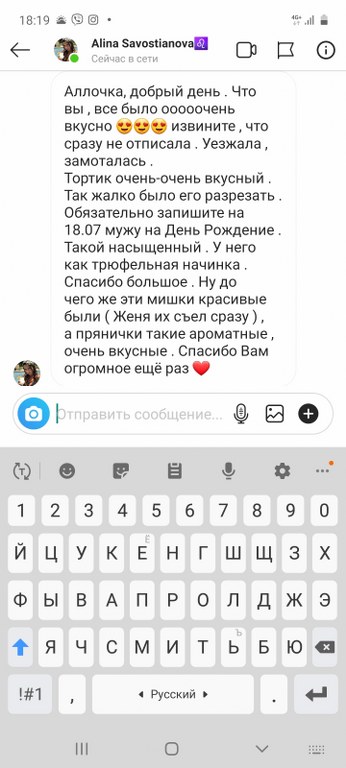 18:19
4G+
Alina Savostianova♌
Сейчас в сети
Аллочка, добрый день . Что
вы , все было оооооочень
вкусно 😍😍😍 извините , что
сразу не отписала . Уезжала ,
замоталась .
Тортик очень-очень вкусный .
Так жалко было его разрезать .
Обязательно запишите на
18.07 мужу на День Рождение .
Такой насыщенный . У него
как трюфельная начинка .
Спасибо большое . Ну до
чего же эти мишки красивые
были ( Женя их съел сразу ) ,
а прянички такие ароматные ,
очень вкусные . Спасибо Вам
огромное ещё раз ❤️
Отправить сообщение...
1 2 3 4 5 6 7 8 9 0
Й Ц У К Е Ё Н Г Ш Щ З Х
Ф Ы В А П Р О Л Д Ж Э
Я Ч С М И Т Ь Ъ Б Ю
!#1 , Русский .